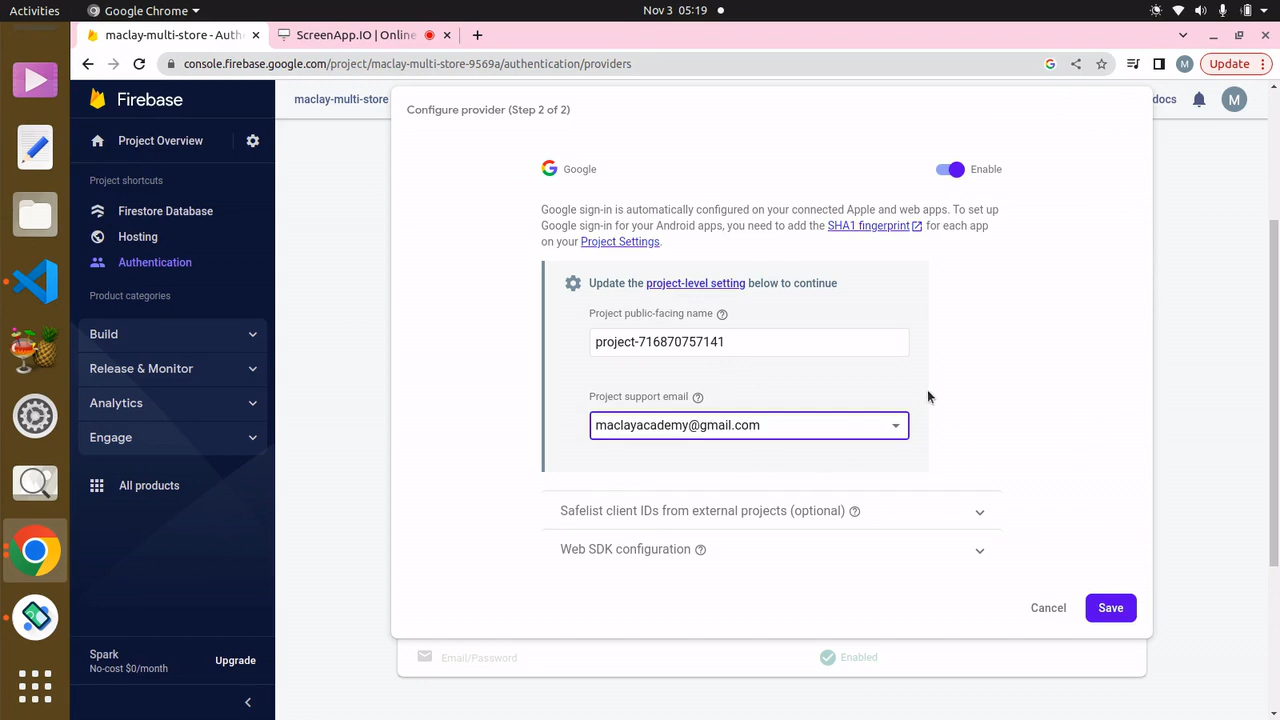 Activities
Google Chrome
Nov 3 05:19
maclay-multi-store - Auth
ScreenApp.IO | Online
console.firebase.google.com/project/maclay-multi-store-9569a/authentication/providers
M
Update
Firebase
maclay-multi-store
docs
M
Configure provider (Step 2 of 2)
Project Overview
Google
Enable
Project shortcuts
Firestore Database
Hosting
Authentication
Google sign-in is automatically configured on your connected Apple and web apps. To set up
Google sign-in for your Android apps, you need to add the SHA1 fingerprint for each app
on your Project Settings.
Product categories
Build
Release & Monitor
Analytics
Engage
All products
Update the project-level setting below to continue
Project public-facing name
project-716870757141
Project support email
maclayacademy@gmail.com
Safelist client IDs from external projects (optional)
Web SDK configuration
Cancel
Save
Spark
No-cost $0/month
Upgrade
Email/Password
Enabled